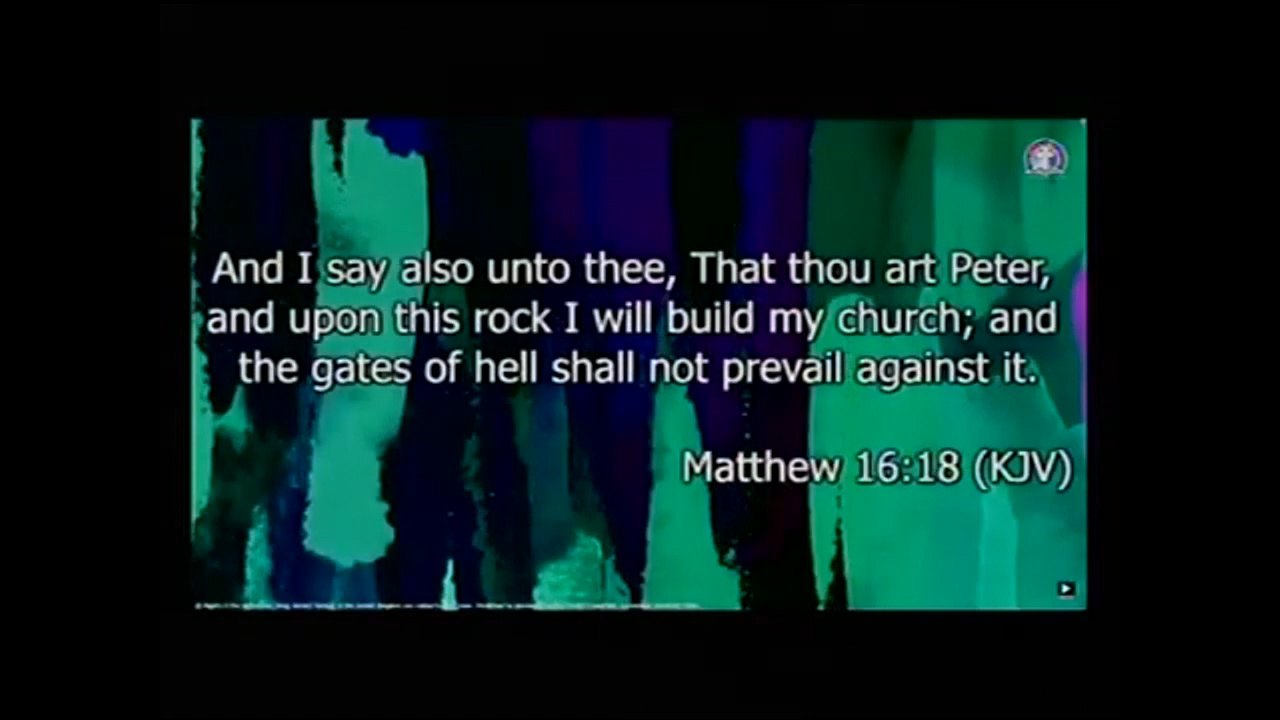 And I say also unto thee, That thou art Peter,
and upon this rock I will build my church; and
the gates of hell shall not prevail against it.
Matthew 16:18 (KJV)